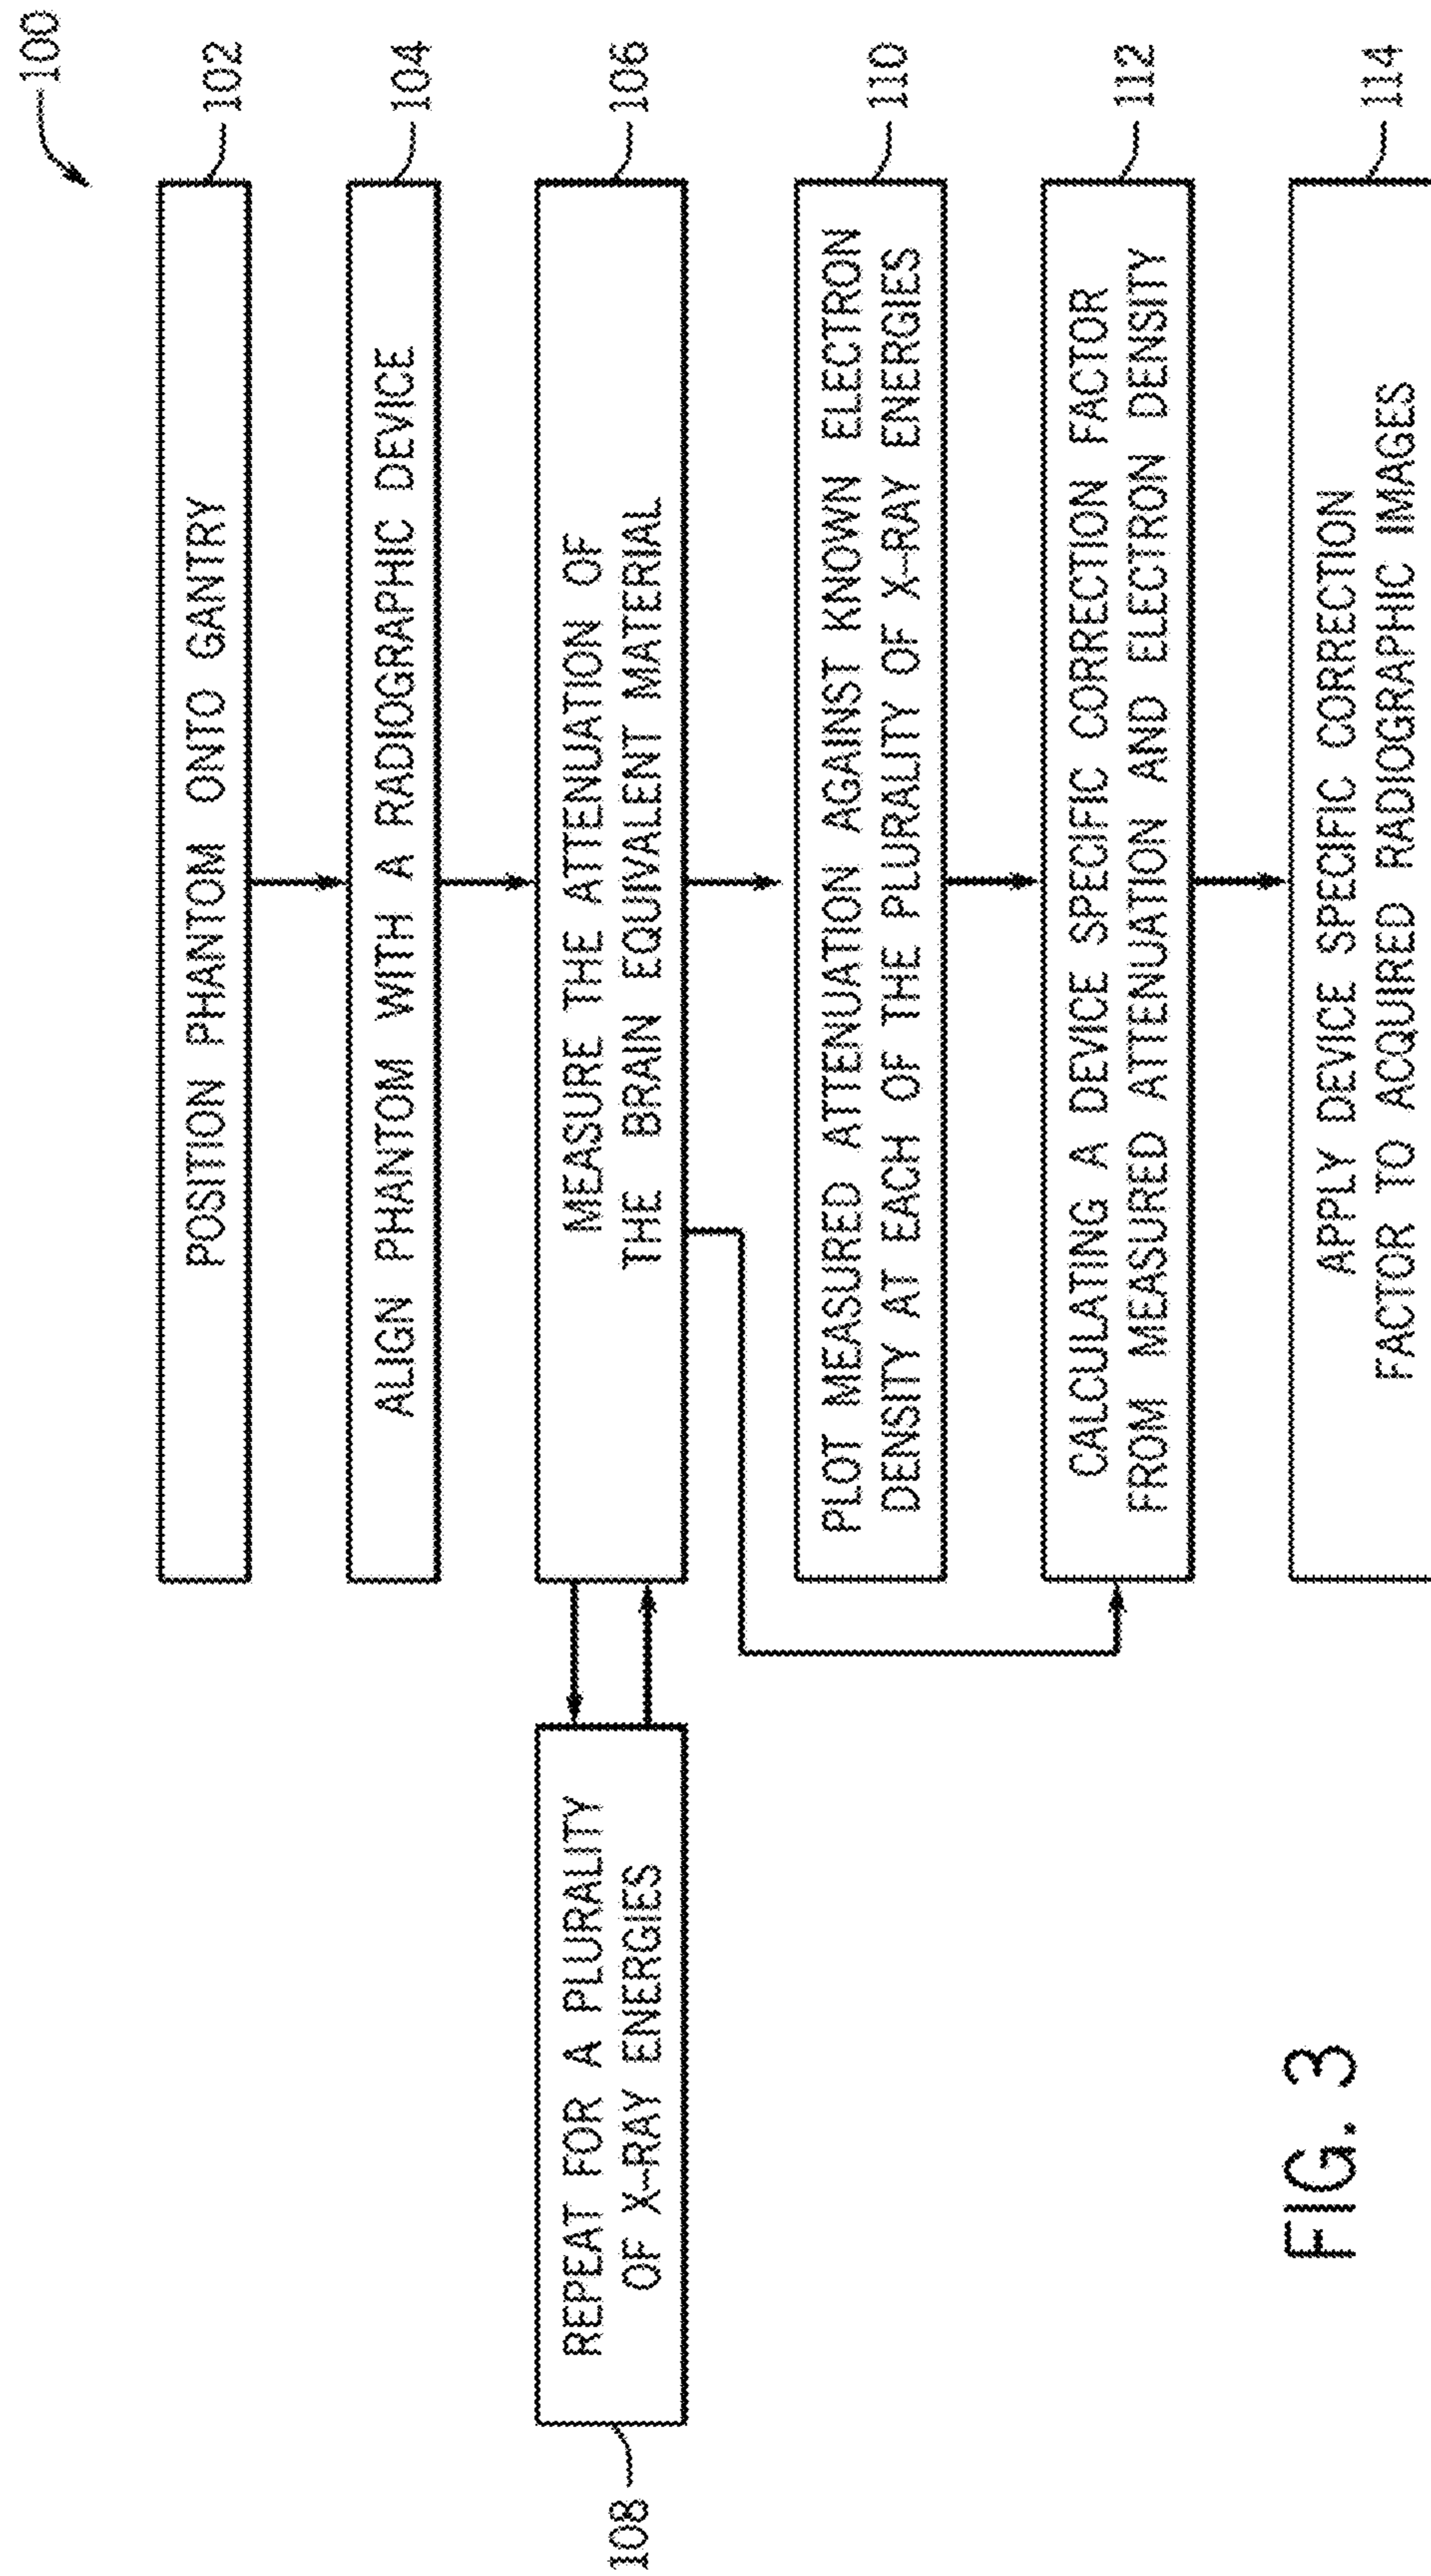 100
POSITION PHANTOM ONTO GANTRY
102
ALIGN PHANTOM WITH A RADIOGRAPHIC DEVICE
104
108
REPEAT FOR A PLURALITY
OF X-RAY ENERGIES
MEASURE THE ATTENUATION OF
THE BRAIN EQUIVALENT MATERIAL
106
PLOT MEASURED ATTENUATION AGAINST KNOWN ELECTRON
DENSITY AT EACH OF THE PLURALITY OF X-RAY ENERGIES
110
CALCULATING A DEVICE SPECIFIC CORRECTION FACTOR
FROM MEASURED ATTENUATION AND ELECTRON DENSITY
112
APPLY DEVICE SPECIFIC CORRECTION
FACTOR TO ACQUIRED RADIOGRAPHIC IMAGES
114
FIG. 3